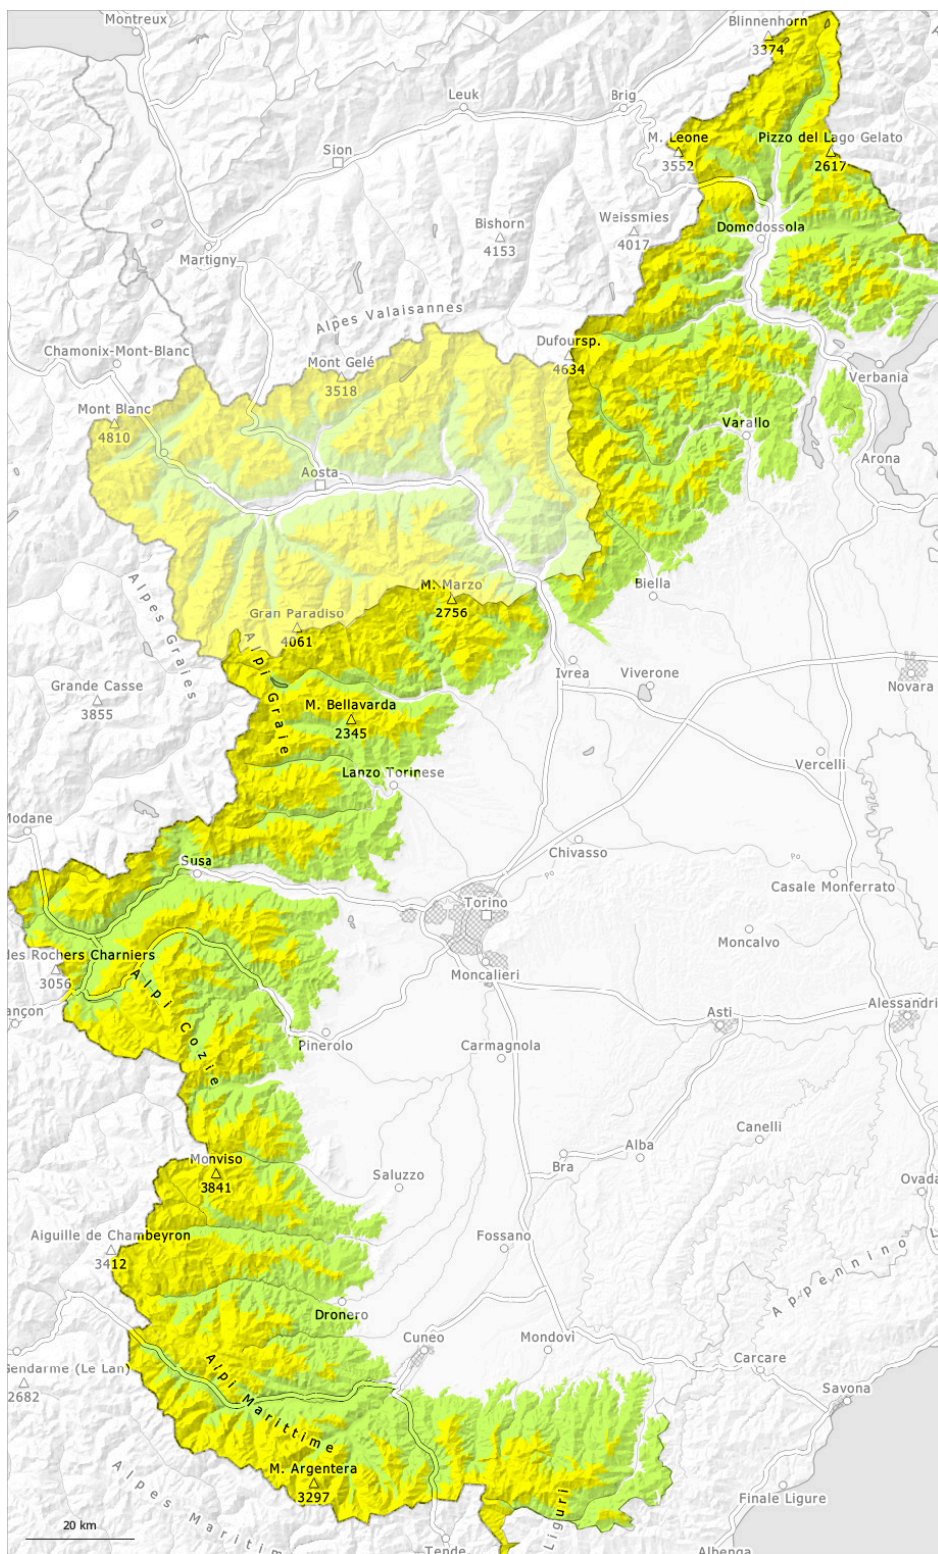 Montreux
Blinnenhorn
3374
Leuk
Brig
M. Leone
3552
Pizzo del Lago Gelato
2617
Sion
Bishorn
4153
Weissmies
4017
Domodossola
Martigny
Alpes Valaisannes
Chamonix-Mont-Blanc
Mont Gelé
3518
Dufoursp.
4634
Verbania
Mont Blanc
4810
Varallo
Aosta
Arona
Alpes Graies
M. Marzo
2756
Biella
Gran Paradiso
4061
Ivrea
Viverone
Novara
Grande Casse
3855
Alpi Graie
M. Bellavarda
2345
Lanzo Torinese
Vercelli
Modane
Chivasso
Po
Po
Susa
Casale Monferrato
Torino
Moncalvo
les Rochers Charniers
3056
Moncalieri
Alpi Cozie
ançon
Asti
Alessandri
Pinerolo
Carmagnola
Canelli
Alba
Bra
Monviso
3841
Saluzzo
Ovada
Aiguille de Chambeyron
3412
Fossano
Appennino L
Dronero
Cuneo
Mondovì
Carcare
Gendarme (Le Lan)
2682
Savona
Alpi Marittime
M. Argentera
3297
Alpes Maritim
Liguri
Finale Ligure
20 km
Tende
Albenga